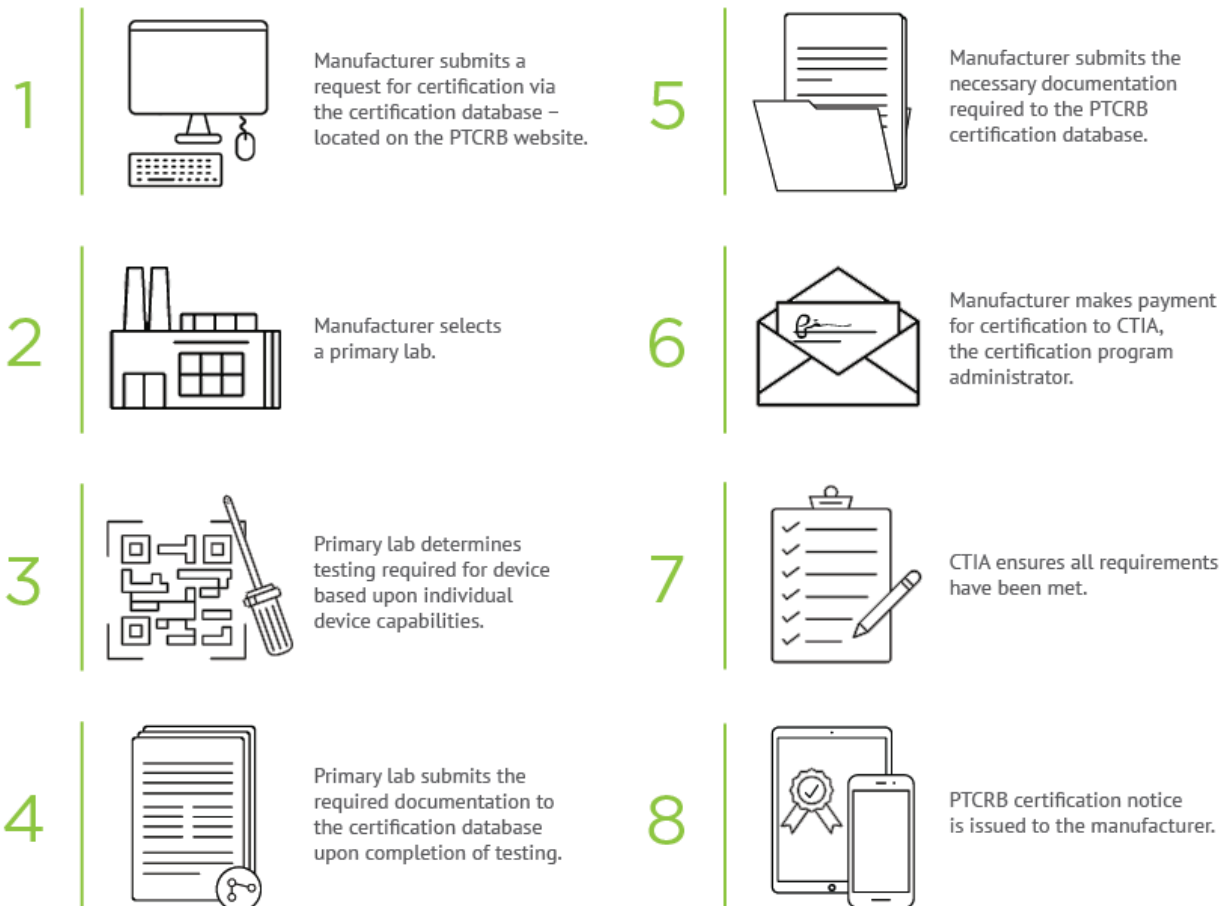 1
Manufacturer submits a
request for certification via
the certification database –
located on the PTCRB website.
2
Manufacturer selects
a primary lab.
3
Primary lab determines
testing required for device
based upon individual
device capabilities.
4
Primary lab submits the
required documentation to
the certification database
upon completion of testing.
5
Manufacturer submits the
necessary documentation
required to the PTCRB
certification database.
6
Manufacturer makes payment
for certification to CTIA,
the certification program
administrator.
7
CTIA ensures all requirements
have been met.
8
PTCRB certification notice
is issued to the manufacturer.